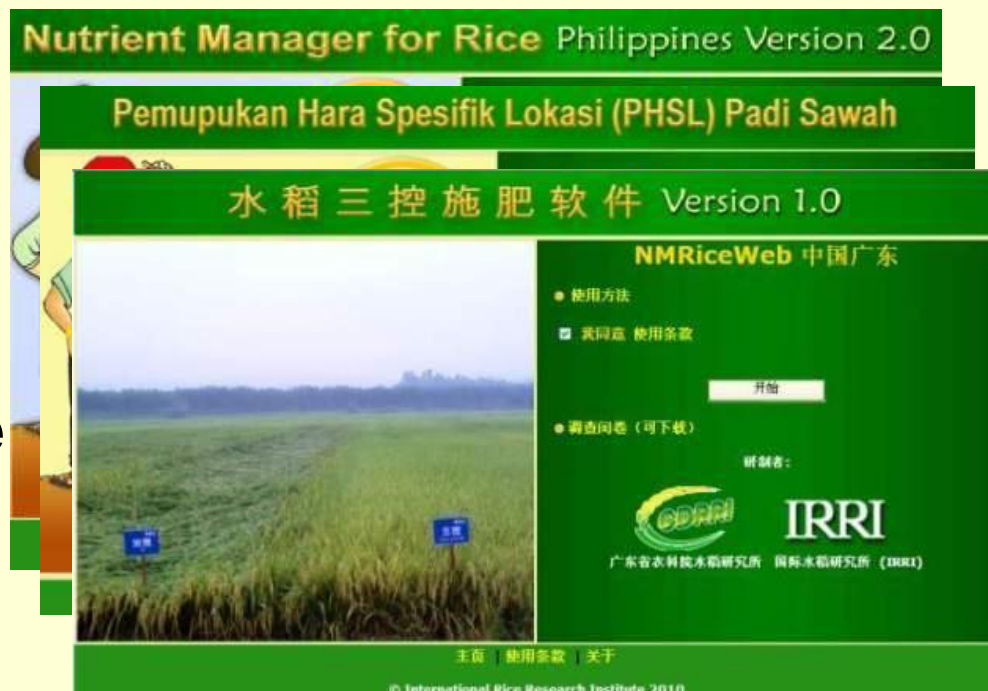 Nutrient Manager for Rice Philippines Version 2.0
Pemupukan Hara Spesifik Lokasi (PHSL) Padi Sawah
水稻三控施肥软件 Version 1.0
NMRiceWeb 中国广东
使用方法
我同意 使用条款
开始
调查问卷（可下载）
研制者：
GDRRI IRRI
广东省农科院水稻研究所 国际水稻研究所 (IRRI)
主页 | 使用条款 | 关于
© International Rice Research Institute 2010